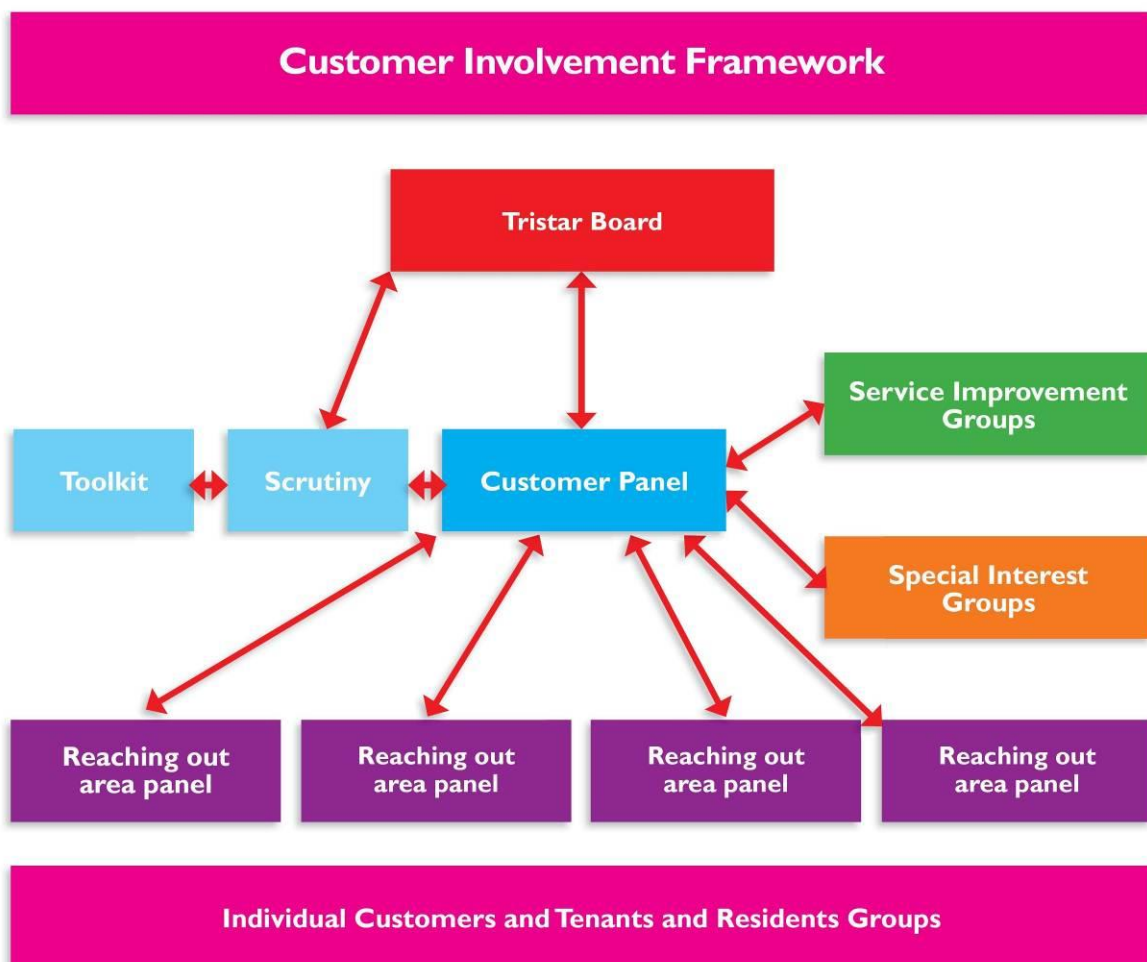 Customer Involvement Framework
Tristar Board
Service Improvement
Groups
Toolkit
Scrutiny
Customer Panel
Special Interest
Groups
Reaching out
area panel
Reaching out
area panel
Reaching out
area panel
Reaching out
area panel
Individual Customers and Tenants and Residents Groups